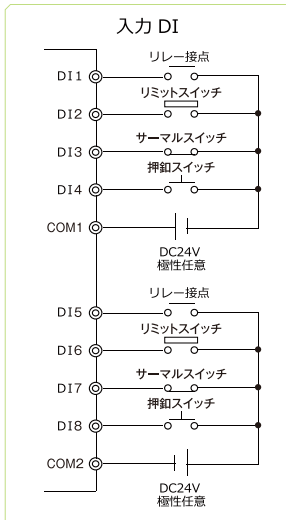 入力 DI
リレー接点
DI1
リミットスイッチ
DI2
サーマルスイッチ
DI3
押釦スイッチ
DI4
COM1
DC24V
極性任意
リレー接点
DI5
リミットスイッチ
DI6
サーマルスイッチ
DI7
押釦スイッチ
DI8
COM2
DC24V
極性任意